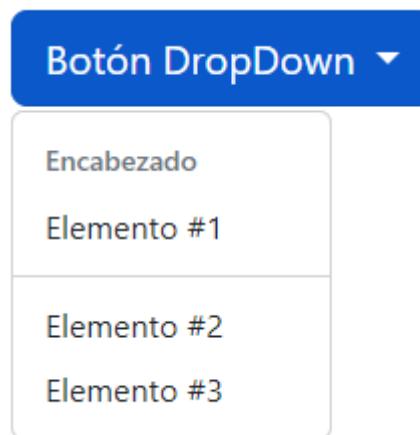 Botón DropDown
Encabezado
Elemento #1
Elemento #2
Elemento #3